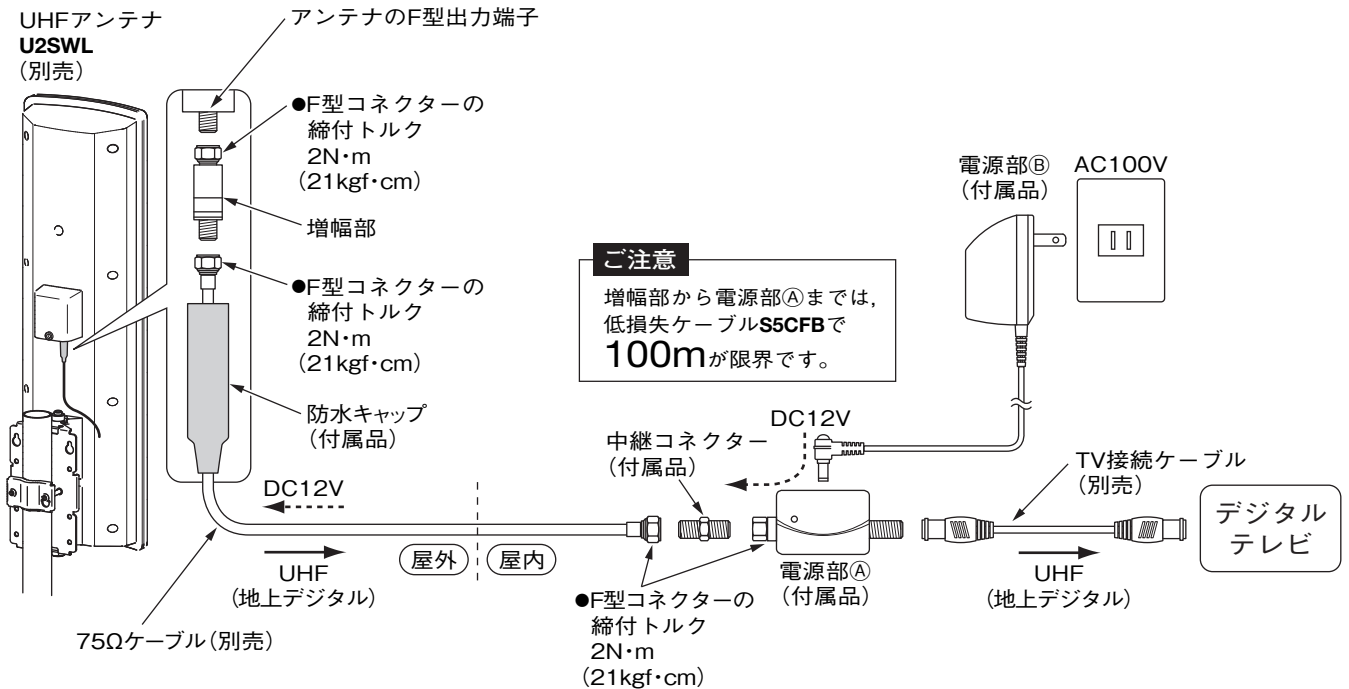 UHFアンテナ
U2SWL
(別売)
アンテナのF型出力端子
●F型コネクターの
締付トルク
2N・m
(21kgf・cm)
増幅部
●F型コネクターの
締付トルク
2N・m
(21kgf・cm)
防水キャップ
(付属品)
DC12V
UHF
(地上デジタル)
75Ωケーブル(別売)
屋外
屋内
ご注意
増幅部から電源部Ⓐまでは,
低損失ケーブルS5CFBで
100mが限界です。
電源部Ⓑ
(付属品)
AC100V
DC12V
中継コネクター
(付属品)
電源部Ⓐ
(付属品)
●F型コネクターの
締付トルク
2N・m
(21kgf・cm)
TV接続ケーブル
(別売)
UHF
(地上デジタル)
デジタル
テレビ